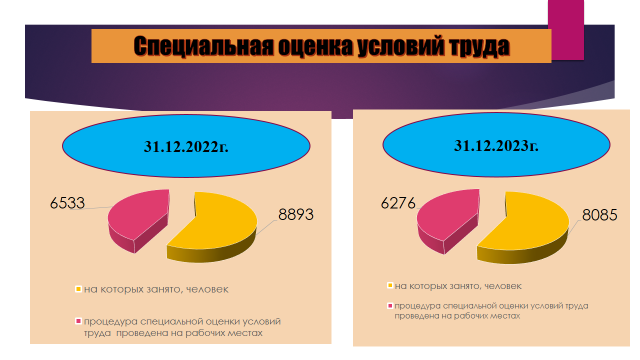 Специальная оценка условий труда
31.12.2022г.
6533
8893
на которых занято, человек
процедура специальной оценки условий
труда проведена на рабочих местах
31.12.2023г.
6276
8085
на которых занято, человек
процедура специальной оценки условий труда
проведена на рабочих местах